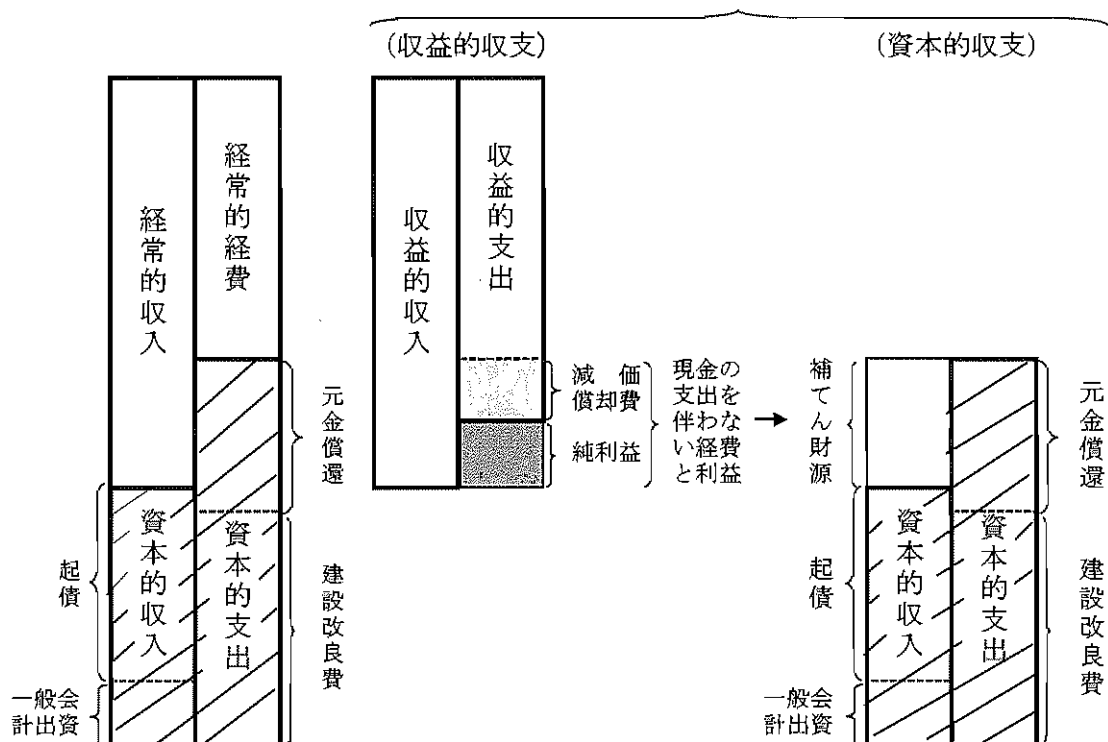 (収益的収支)
(資本的収支)
経常的収入
経常的経費
元金償還
資本的収入
資本的支出
起債
建設改良費
一般会
計出資
収益的収入
収益的支出
減価
償却費
純利益
現金の
支出を
伴わな
い経費
と利益
補てん財源
元金償還
資本的収入
資本的支出
起債
建設改良費
一般会
計出資